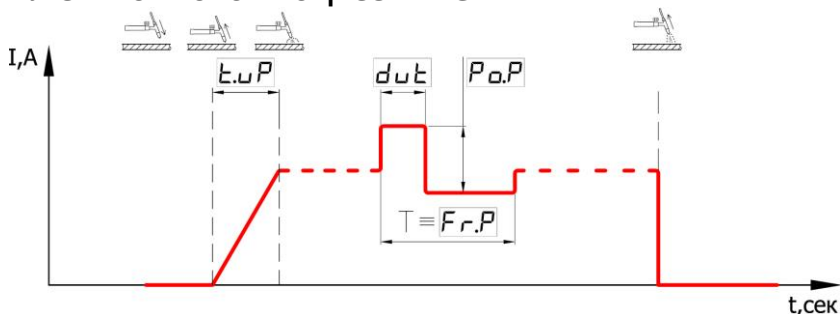 I,A
t.uP
dut
Po.P
T ≡ Fr.P
t,сек